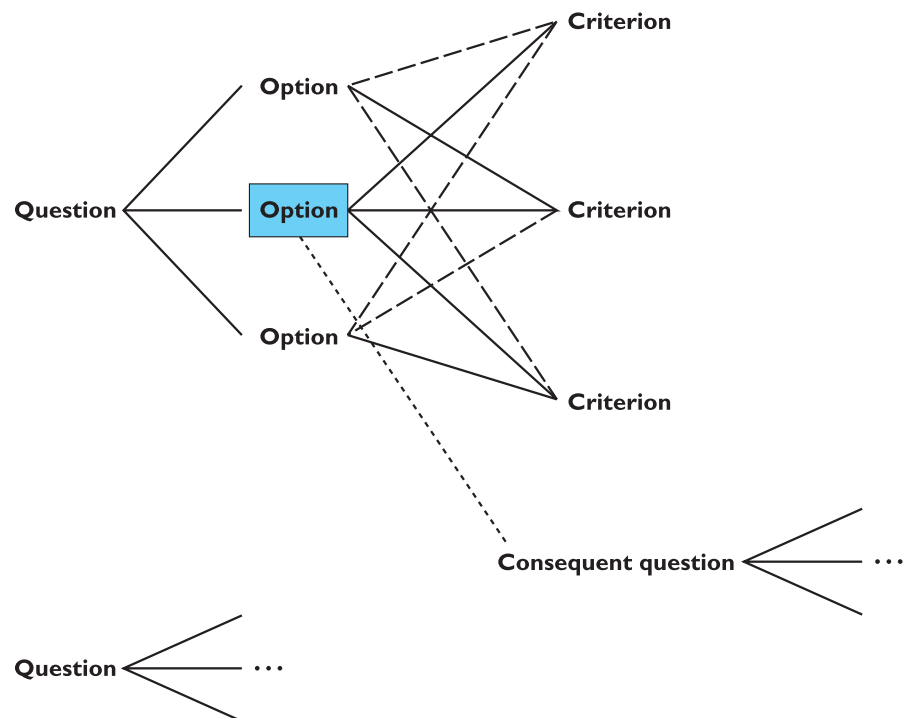 Criterion
Option
Question
Option
Criterion
Option
Criterion
Consequent question
...
Question
...